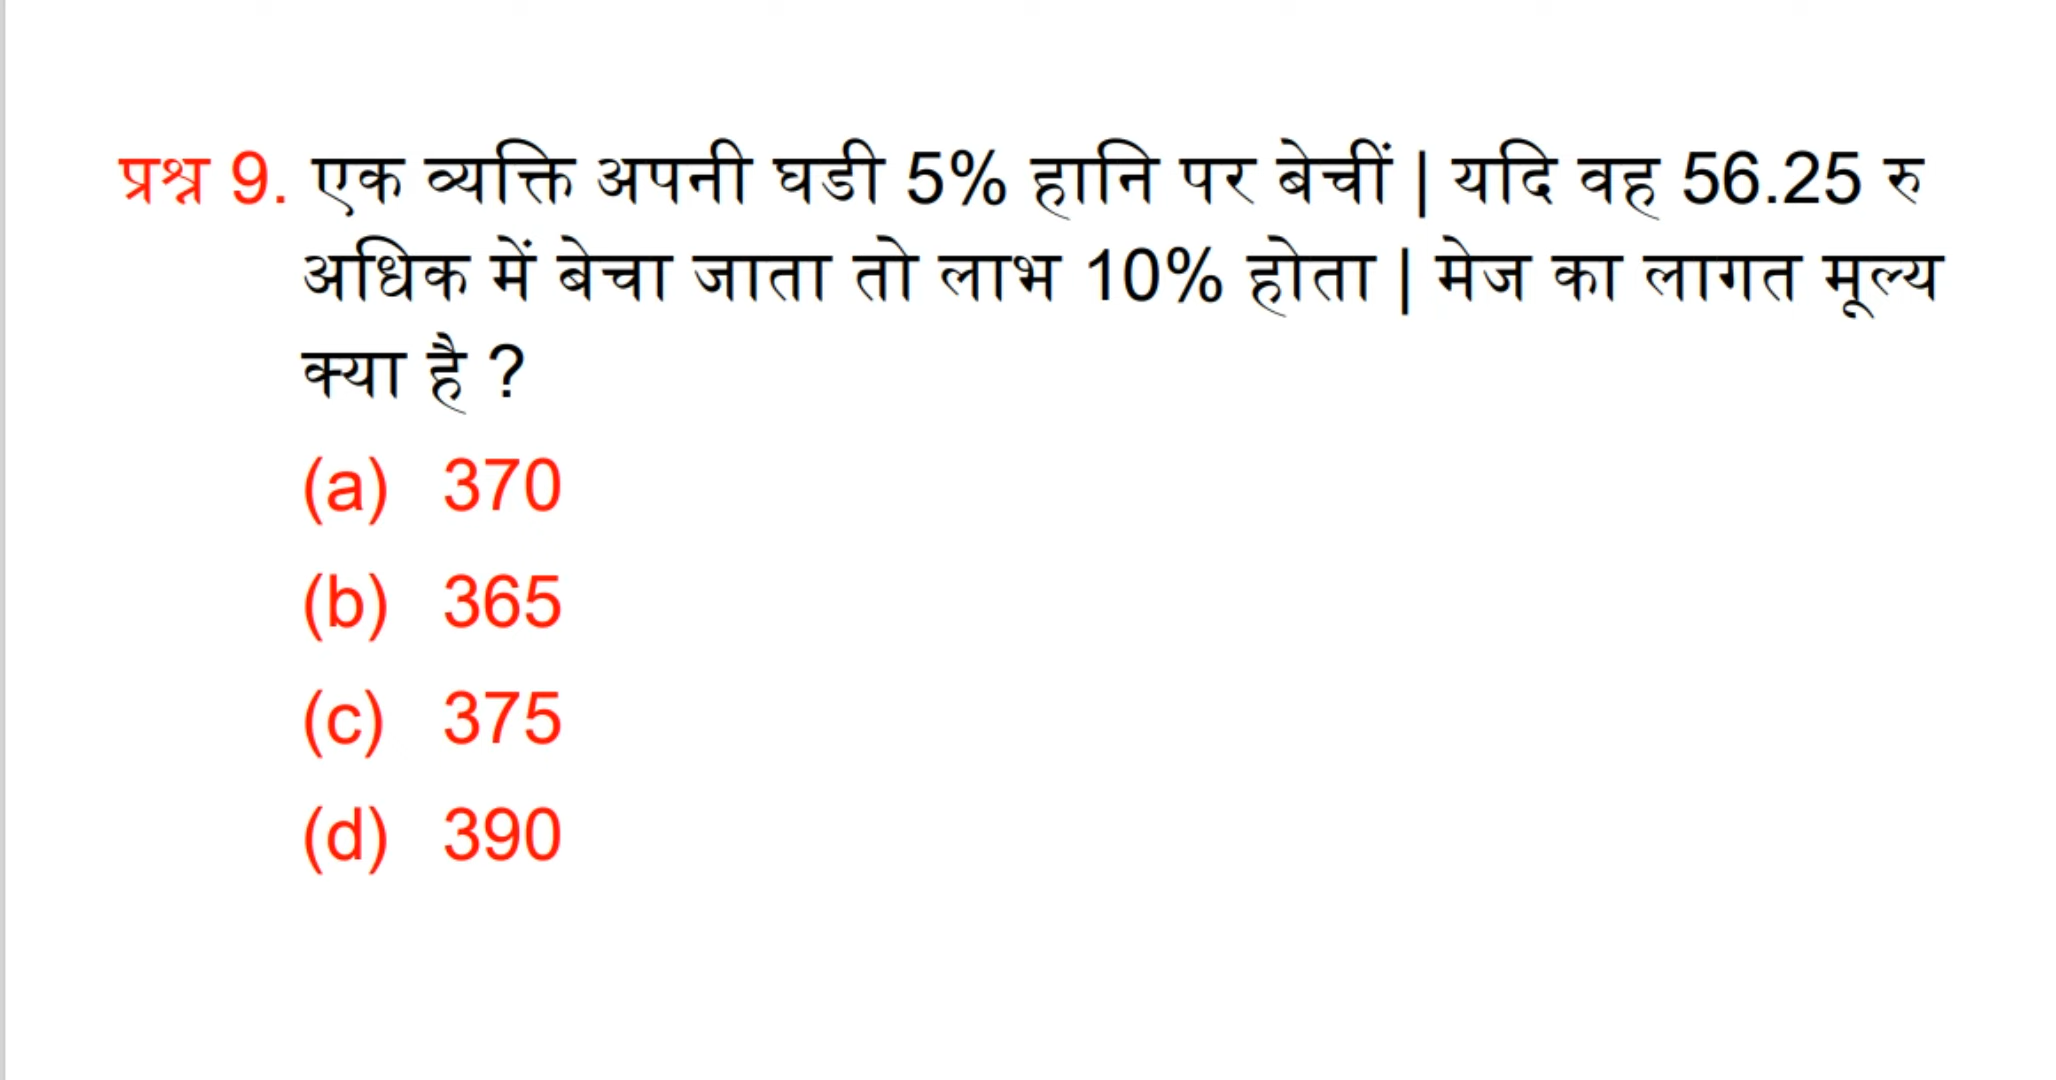 प्रश्न 9. एक व्यक्ति अपनी घडी 5% हानि पर बेचीं | यदि वह 56.25 रु
अधिक में बेचा जाता तो लाभ 10% होता | मेज का लागत मूल्य
क्या है ?
(a) 370
(b) 365
(c) 375
(d) 390